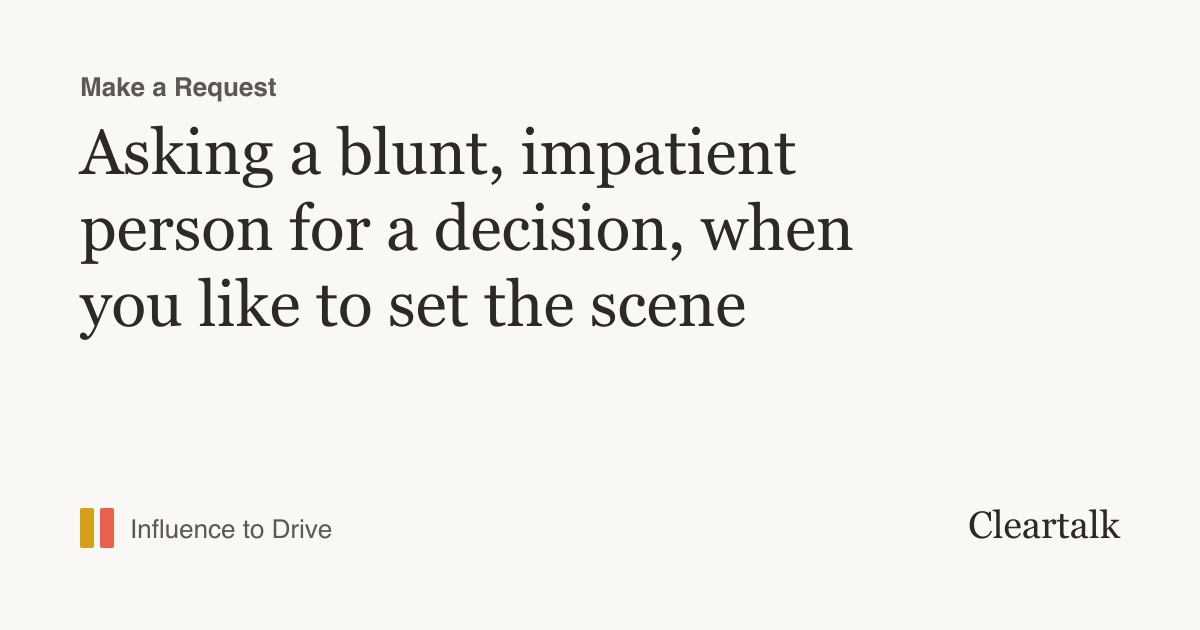 Make a Request
Asking a blunt, impatient
person for a decision, when
you like to set the scene
Influence to Drive
Cleartalk